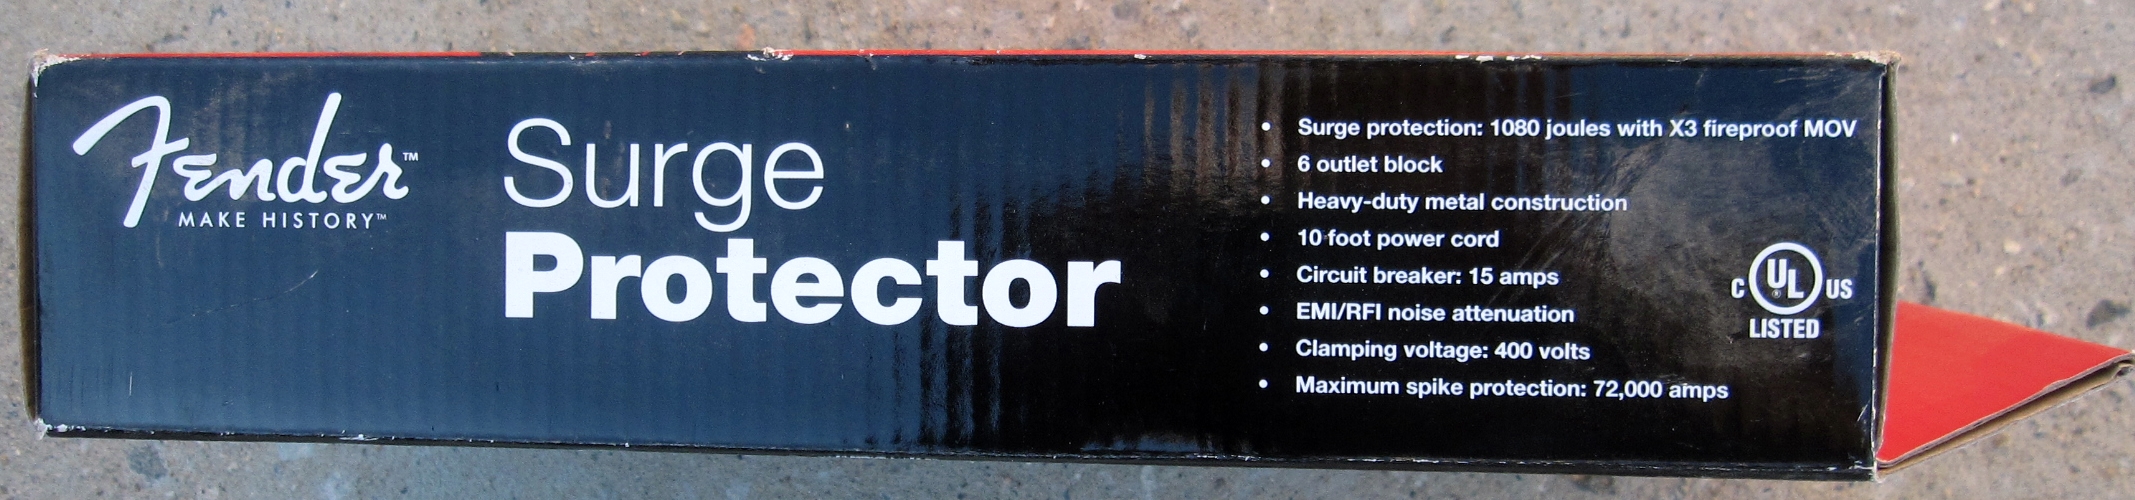 Fender™
MAKE HISTORY™
Surge
Protector
• Surge protection: 1080 joules with X3 fireproof MOV
• 6 outlet block
• Heavy-duty metal construction
• 10 foot power cord
• Circuit breaker: 15 amps
• EMI/RFI noise attenuation
• Clamping voltage: 400 volts
• Maximum spike protection: 72,000 amps
C UL® US
LISTED